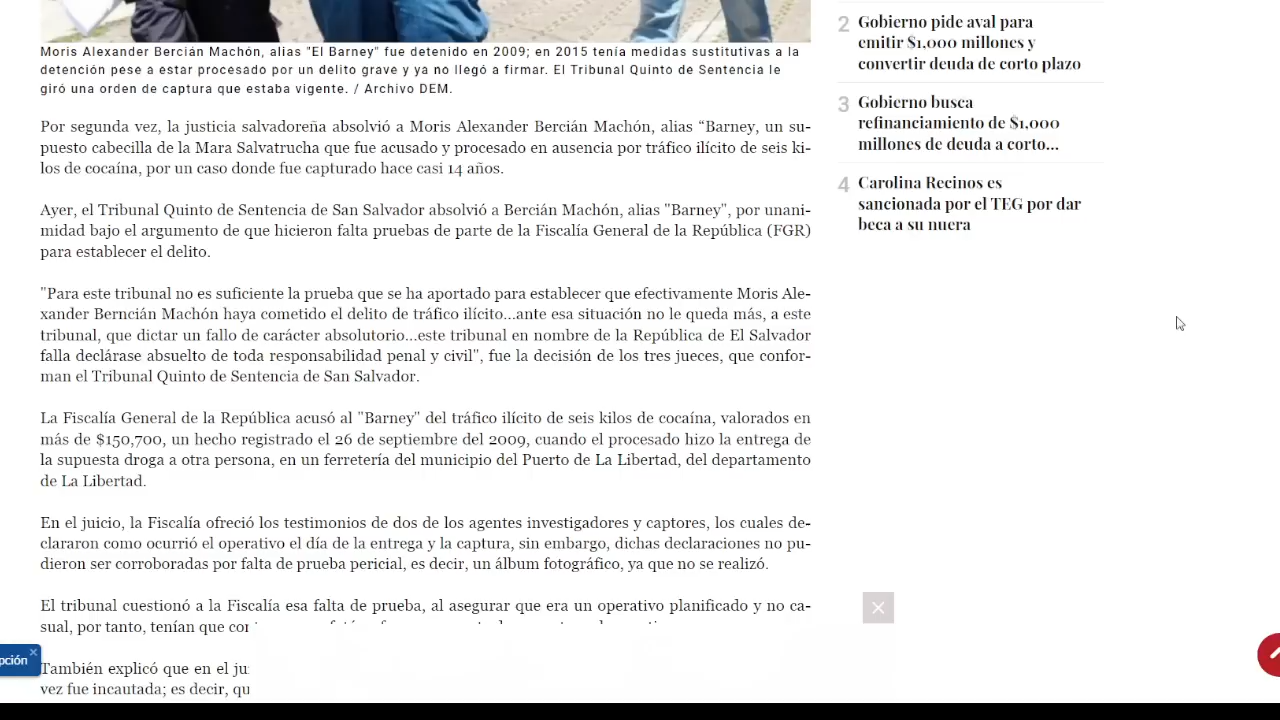 Moris Alexander Bercián Machón, alias "El Barney" fue detenido en 2009; en 2015 tenía medidas sustitutivas a la
detención pese a estar procesado por un delito grave y ya no llegó a firmar. El Tribunal Quinto de Sentencia le
giró una orden de captura que estaba vigente. / Archivo DEM.
Por segunda vez, la justicia salvadoreña absolvió a Moris Alexander Bercián Machón, alias “Barney, un su-
puesto cabecilla de la Mara Salvatrucha que fue acusado y procesado en ausencia por tráfico ilícito de seis ki-
los de cocaína, por un caso donde fue capturado hace casi 14 años.
Ayer, el Tribunal Quinto de Sentencia de San Salvador absolvió a Bercián Machón, alias "Barney", por unani-
midad bajo el argumento de que hicieron falta pruebas de parte de la Fiscalía General de la República (FGR)
para establecer el delito.
"Para este tribunal no es suficiente la prueba que se ha aportado para establecer que efectivamente Moris Ale-
xander Berncián Machón haya cometido el delito de tráfico ilícito...ante esa situación no le queda más, a este
tribunal, que dictar un fallo de carácter absolutorio...este tribunal en nombre de la República de El Salvador
falla declárase absuelto de toda responsabilidad penal y civil", fue la decisión de los tres jueces, que confor-
man el Tribunal Quinto de Sentencia de San Salvador.
La Fiscalía General de la República acusó al "Barney" del tráfico ilícito de seis kilos de cocaína, valorados en
más de $150,700, un hecho registrado el 26 de septiembre del 2009, cuando el procesado hizo la entrega de
la supuesta droga a otra persona, en un ferretería del municipio del Puerto de La Libertad, del departamento
de La Libertad.
En el juicio, la Fiscalía ofreció los testimonios de dos de los agentes investigadores y captores, los cuales de-
clararon como ocurrió el operativo el día de la entrega y la captura, sin embargo, dichas declaraciones no pu-
dieron ser corroboradas por falta de prueba pericial, es decir, un álbum fotográfico, ya que no se realizó.
El tribunal cuestionó a la Fiscalía esa falta de prueba, al asegurar que era un operativo planificado y no ca-
sual, por tanto, tenían que
También explicó que en el
vez fue incautada; es decir,
pción
2 Gobierno pide aval para
emitir $1,000 millones y
convertir deuda de corto plazo
3 Gobierno busca
refinanciamiento de $1,000
millones de deuda a corto...
4 Carolina Recinos es
sancionada por el TEG por dar
beca a su nuera